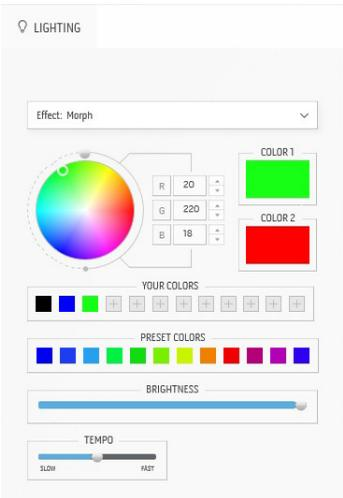 LIGHTING
Effect: Morph
COLOR 1
R 20
G 220
B 18
COLOR 2
YOUR COLORS
PRESET COLORS
BRIGHTNESS
TEMPO
SLOW FAST